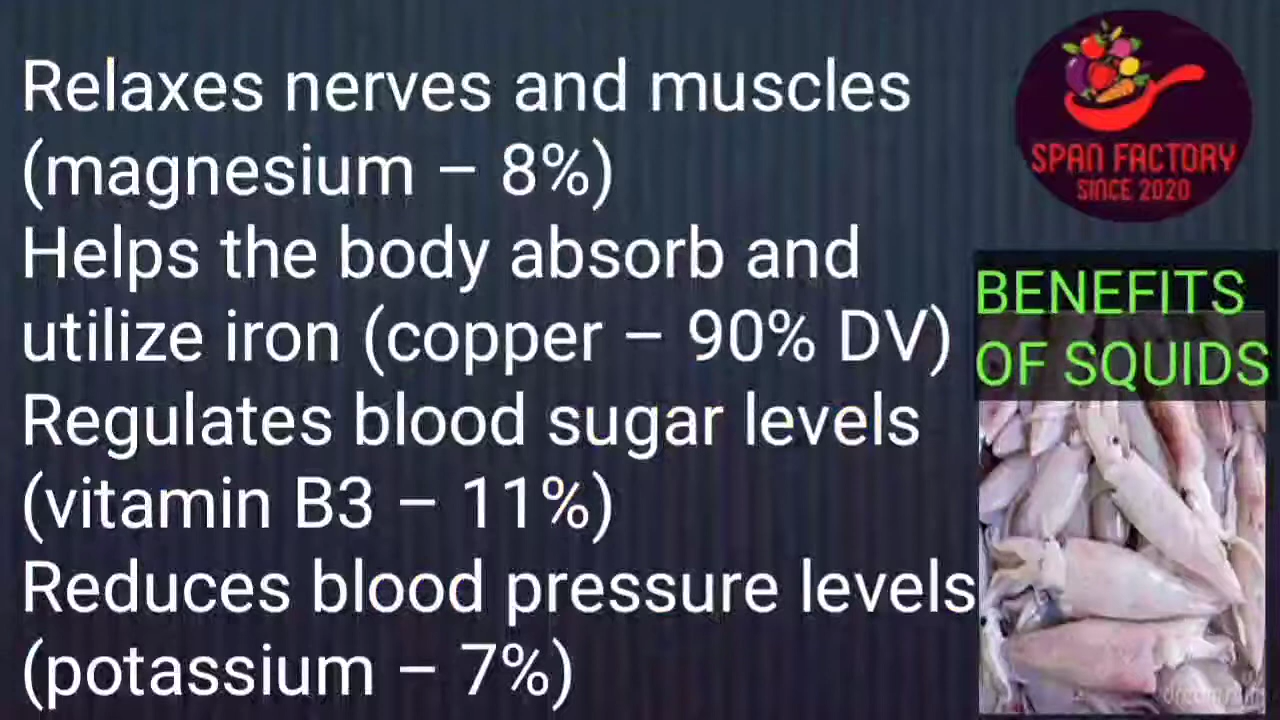 Relaxes nerves and muscles
(magnesium – 8%)
Helps the body absorb and
utilize iron (copper – 90% DV)
Regulates blood sugar levels
(vitamin B3 – 11%)
Reduces blood pressure levels
(potassium – 7%)
SPAN FACTORY
SINCE 2020
BENEFITS
OF SQUIDS